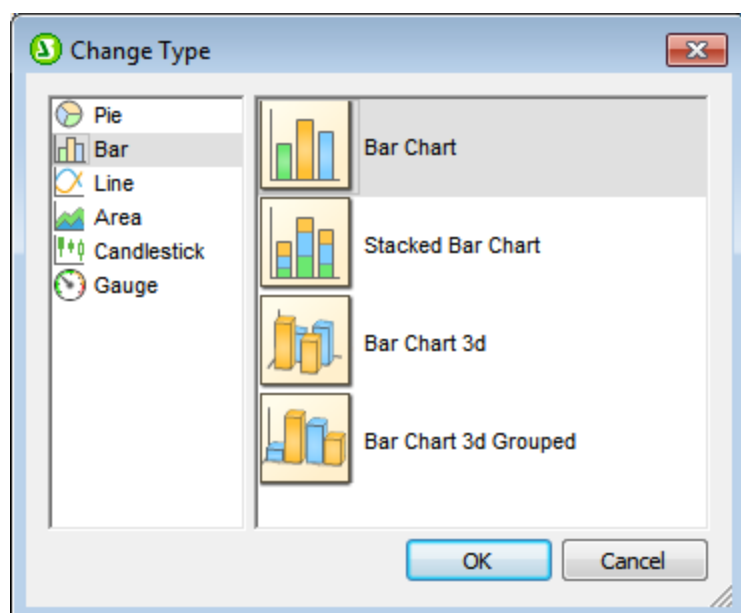 Change Type
Pie
Bar
Line
Area
Candlestick
Gauge
Bar Chart
Stacked Bar Chart
Bar Chart 3d
Bar Chart 3d Grouped
OK
Cancel